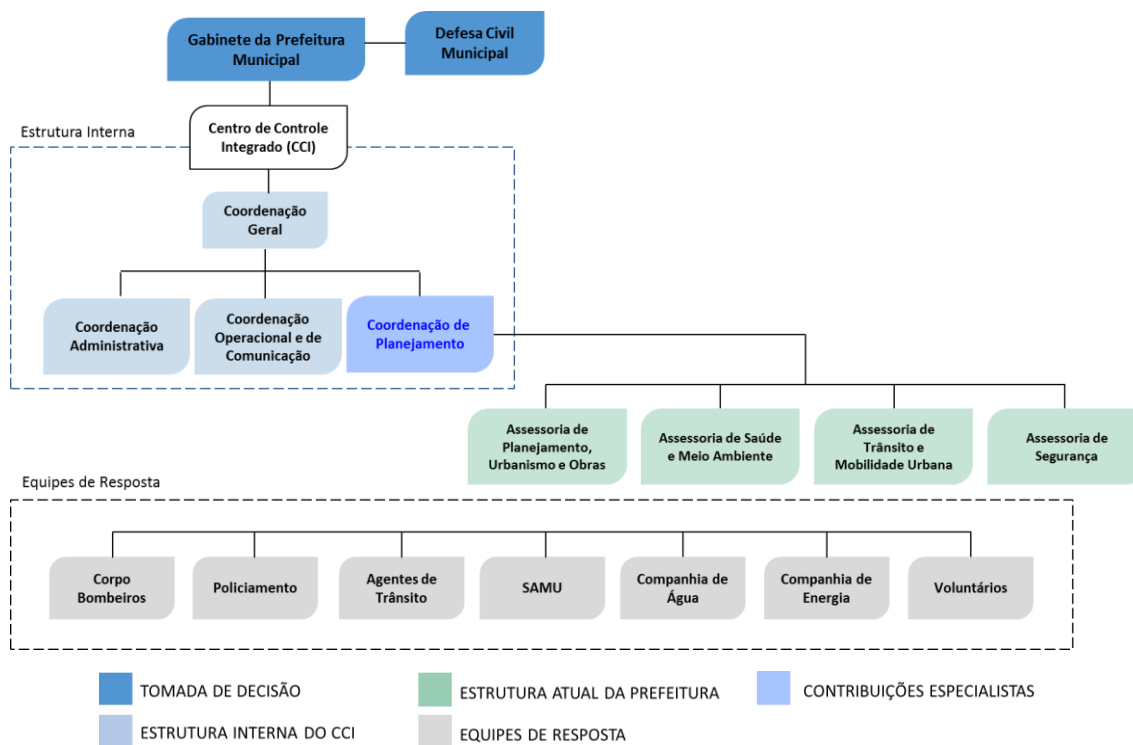 Gabinete da Prefeitura
Municipal
Defesa Civil
Municipal
Estrutura Interna
Centro de Controle
Integrado (CCI)
Coordenação
Geral
Coordenação
Administrativa
Coordenação
Operacional e de
Comunicação
Coordenação de
Planejamento
Assessoria de
Planejamento,
Urbanismo e Obras
Assessoria de Saúde
e Meio Ambiente
Assessoria de
Trânsito e
Mobilidade Urbana
Assessoria de
Segurança
Equipes de Resposta
Corpo
Bombeiros
Policiamento
Agentes de
Trânsito
SAMU
Companhia de
Água
Companhia de
Energia
Voluntários
TOMADA DE DECISÃO
ESTRUTURA ATUAL DA PREFEITURA
CONTRIBUIÇÕES ESPECIALISTAS
ESTRUTURA INTERNA DO CCI
EQUIPES DE RESPOSTA